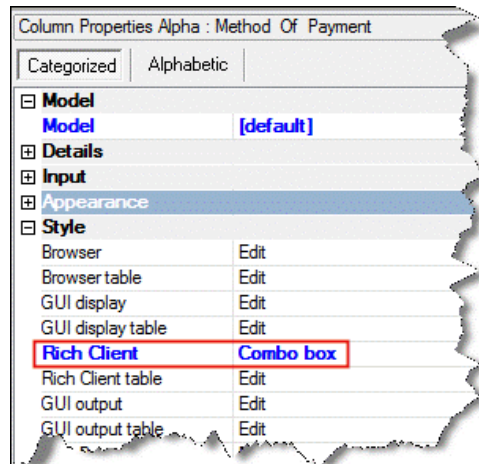 Column Properties Alpha : Method Of Payment
Categorized Alphabetic
Model
Model [default]
Details
Input
Appearance
Style
Browser Edit
Browser table Edit
GUI display Edit
GUI display table Edit
Rich Client Combo box
Rich Client table Edit
GUI output Edit
GUI output table Edit